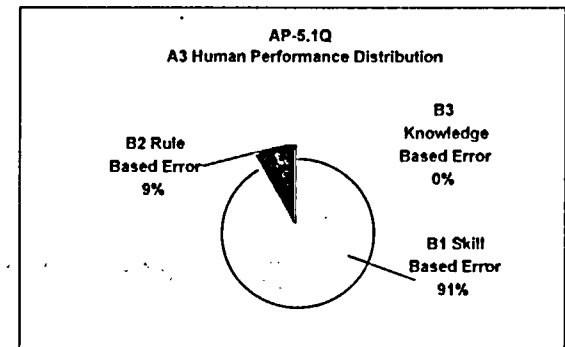 AP-5.1Q
A3 Human Performance Distribution
B2 Rule
Based Error
9%
B3
Knowledge
Based Error
0%
B1 Skill
Based Error
91%